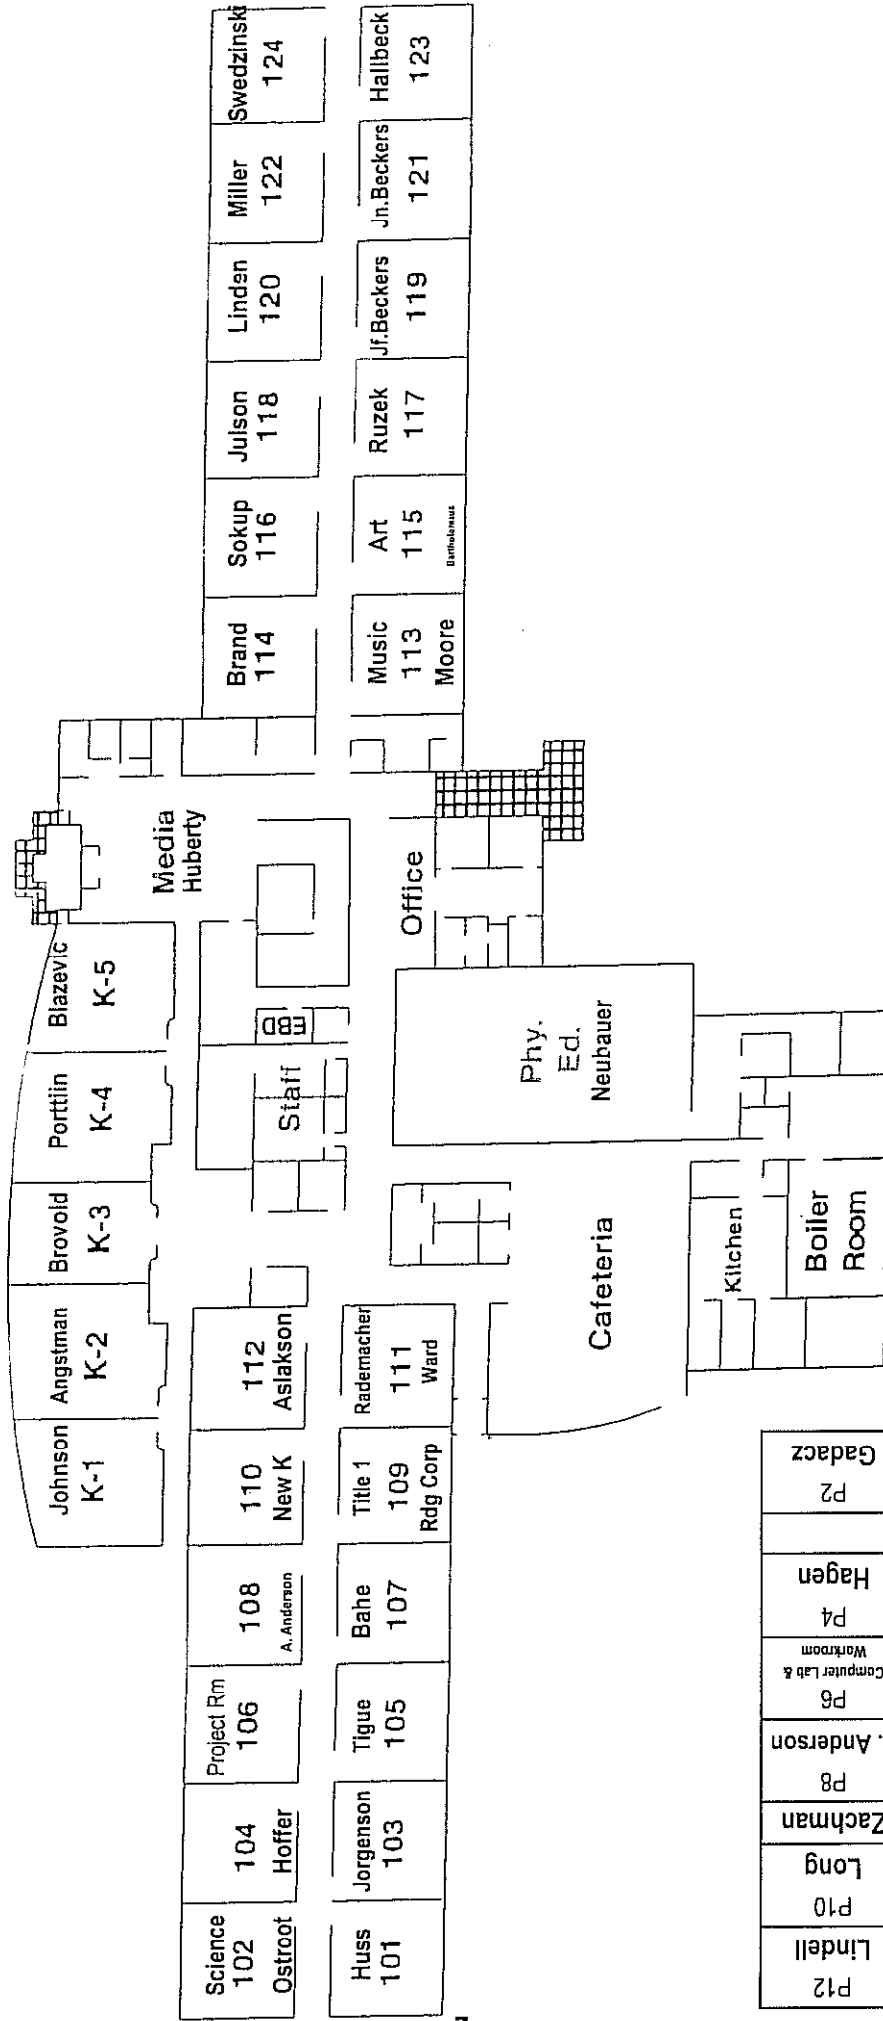 Swedzinski
124
Hallbeck
123
Miller
122
Jn.Beckers
121
Linden
120
Jf.Beckers
119
Julson
118
Ruzek
117
Sokup
116
Art
115
Bartholomaus
Brand
114
Music
113
Moore
Media
Huberty
Office
Blazevic
K-5
EBD
Phy.
Ed.
Neubauer
Porttiin
K-4
Staff
Brovold
K-3
Angstman
K-2
Johnson
K-1
Cafeteria
Kitchen
Boiler
Room
112
Aslakson
Rademacher
111
Ward
110
New K
Title 1
109
Rdg Corp
108
A. Anderson
Bahe
107
Project Rm
106
Tigue
105
104
Hoffer
Jorgenson
103
Science
102
Ostroot
Huss
101
P2
Gadacz
P4
Hagen
P6
Computer Lab &
Workroom
P8
. Anderson
Zachman
P10
Long
P12
Lindell